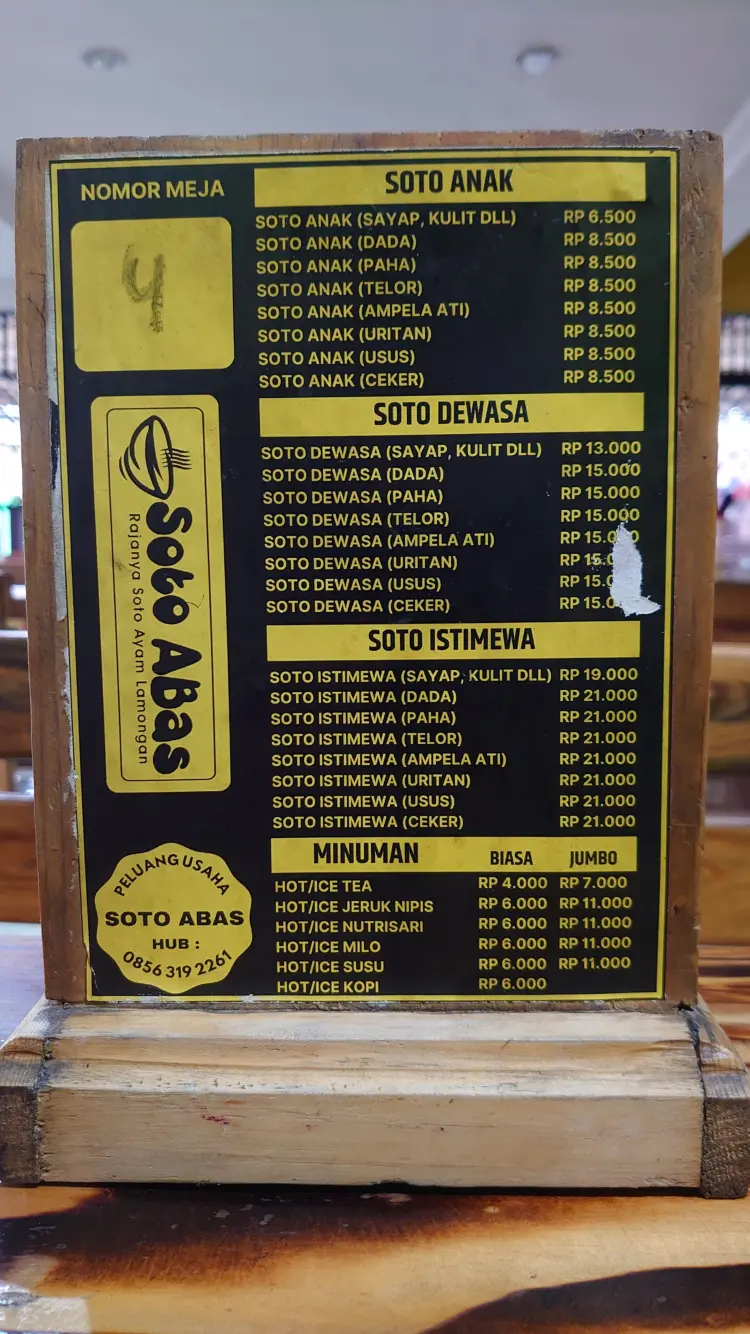 NOMOR MEJA
4
SOTO ANAK
SOTO ANAK (SAYAP, KULIT DLL) RP 6.500
SOTO ANAK (DADA) RP 8.500
SOTO ANAK (PAHA) RP 8.500
SOTO ANAK (TELOR) RP 8.500
SOTO ANAK (AMPELA ATI) RP 8.500
SOTO ANAK (URITAN) RP 8.500
SOTO ANAK (USUS) RP 8.500
SOTO ANAK (CEKER) RP 8.500
SOTO DEWASA
SOTO DEWASA (SAYAP, KULIT DLL) RP 13.000
SOTO DEWASA (DADA) RP 15.000
SOTO DEWASA (PAHA) RP 15.000
SOTO DEWASA (TELOR) RP 15.000
SOTO DEWASA (AMPELA ATI) RP
SOTO DEWASA (URITAN) RP
SOTO DEWASA (USUS) RP
SOTO DEWASA (CEKER) RP
SOTO ISTIMEWA
SOTO ISTIMEWA (SAYAP, KULIT DLL) RP 19.000
SOTO ISTIMEWA (DADA) RP 21.000
SOTO ISTIMEWA (PAHA) RP 21.000
SOTO ISTIMEWA (TELOR) RP 21.000
SOTO ISTIMEWA (AMPELA ATI) RP 21.000
SOTO ISTIMEWA (URITAN) RP 21.000
SOTO ISTIMEWA (USUS) RP 21.000
SOTO ISTIMEWA (CEKER) RP 21.000
MINUMAN BIASA JUMBO
HOT/ICE TEA RP 4.000 RP 7.000
HOT/ICE JERUK NIPIS RP 6.000 RP 11.000
HOT/ICE NUTRISARI RP 6.000 RP 11.000
HOT/ICE MILO RP 6.000 RP 11.000
HOT/ICE SUSU RP 6.000 RP 11.000
HOT/ICE KOPI RP 6.000
Soto ABas
Rajanya Soto Ayam Lamongan
PELUANG USAHA
SOTO ABAS
HUB :
0856 319 2261